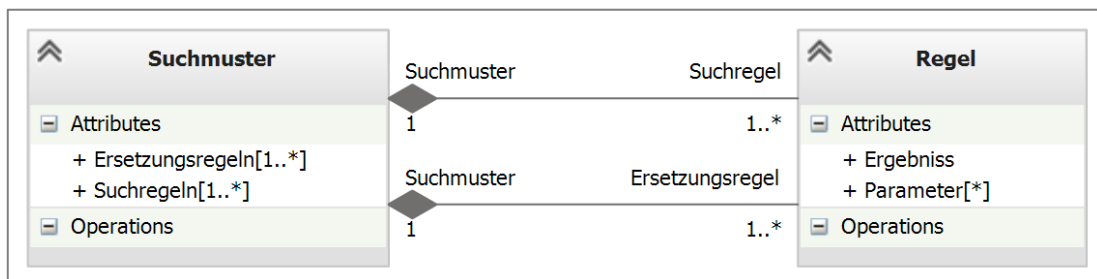 Suchmuster
Attributes
+ Ersetzungsregeln[1..*]
+ Suchregeln[1..*]
Operations
Suchmuster Suchregel
1 1..*
Suchmuster Ersetzungsregel
1 1..*
Regel
Attributes
+ Ergebniss
+ Parameter[*]
Operations